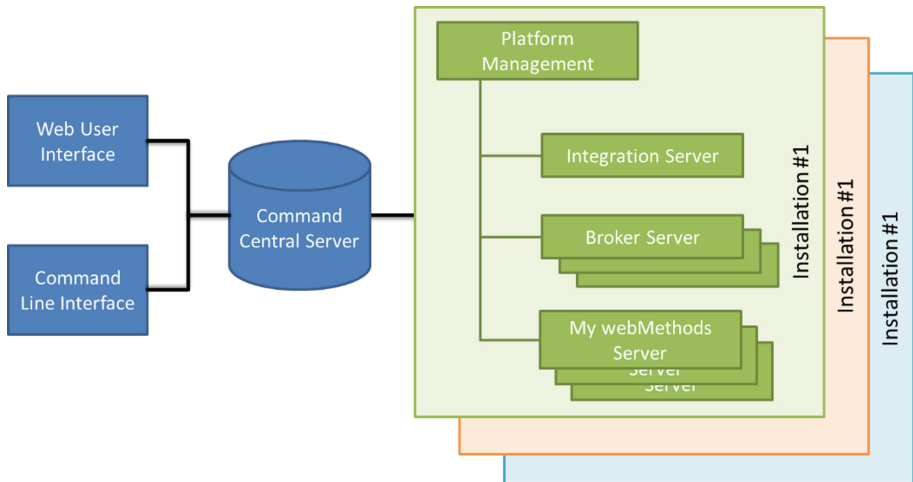 Web User
Interface
Command
Line Interface
Command
Central Server
Platform
Management
Integration Server
Broker Server
My webMethods
Server
Server
Server
Installation #1
Installation #1
Installation #1